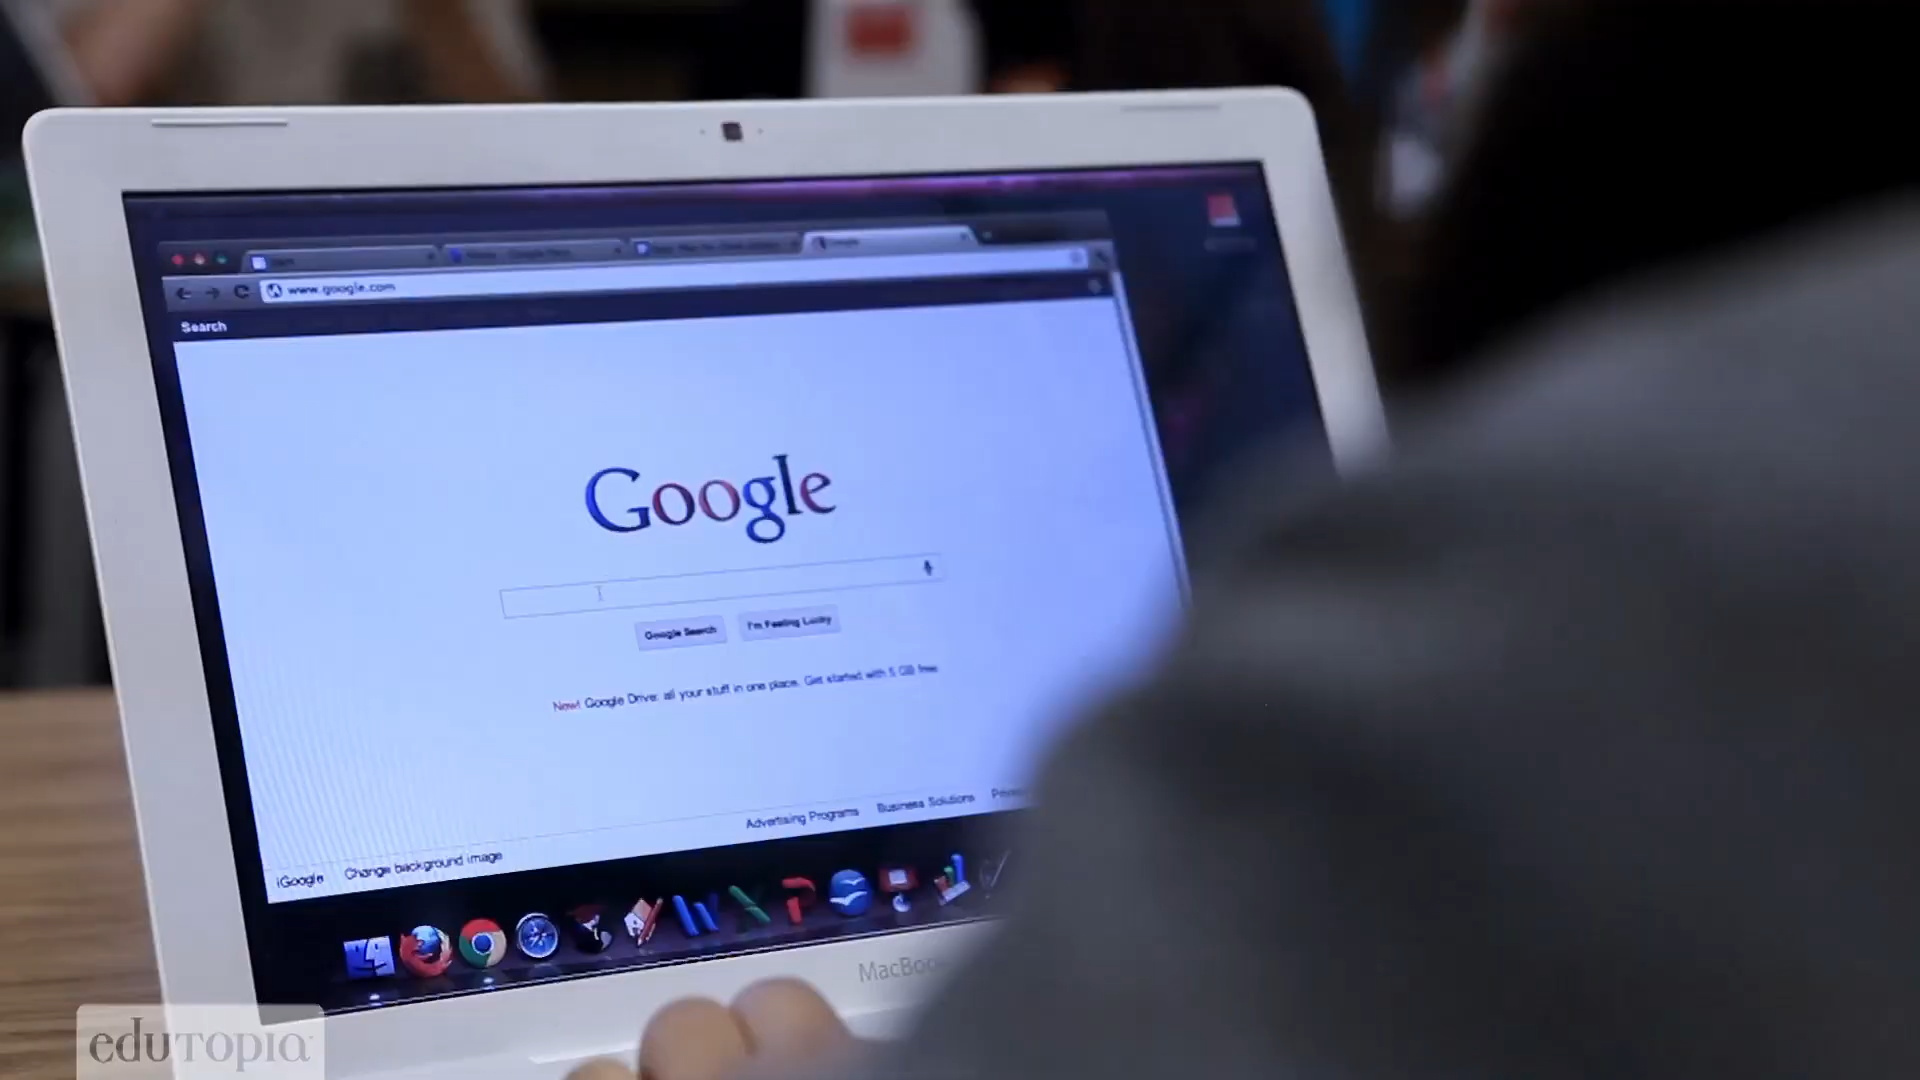 www.google.com
Search
Google
Google Search
I'm Feeling Lucky
New! Google Drive: all your stuff in one place. Get started with 5 GB free
Advertising Programs
Business Solutions
iGoogle
Change background image
MacBoo
edutopia